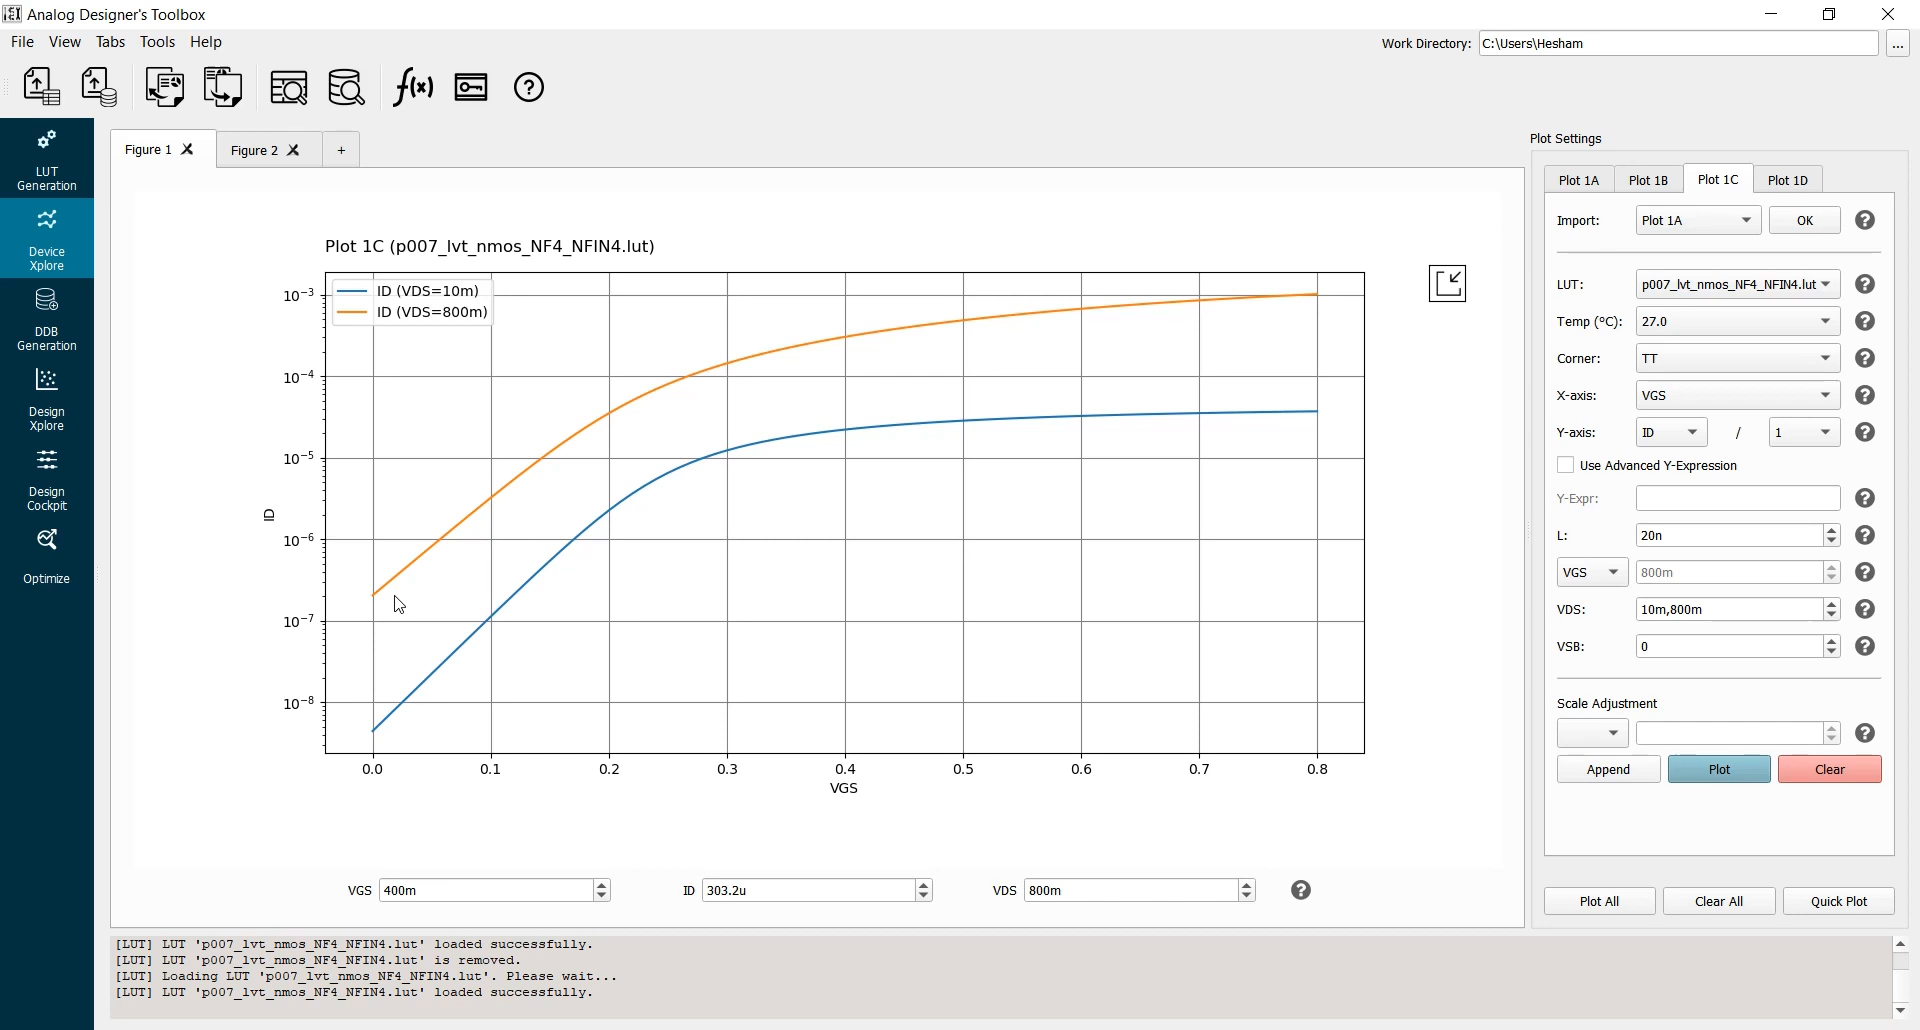 Analog Designer's Toolbox
File View Tabs Tools Help
Work Directory: C:\Users\Hesham ...
f(x)
Figure 1
Figure 2
+
Plot Settings
LUT
Generation
Device
Xplore
DDB
Generation
Design
Xplore
Design
Cockpit
Optimize
Plot 1C (p007_lvt_nmos_NF4_NFIN4.lut)
ID (VDS=10m)
ID (VDS=800m)
10⁻³
10⁻⁴
10⁻⁵
10⁻⁶
10⁻⁷
10⁻⁸
ID
0.0 0.1 0.2 0.3 0.4 0.5 0.6 0.7 0.8
VGS
VGS 400m ID 303.2u VDS 800m ?
Plot 1A Plot 1B Plot 1C Plot 1D
Import: Plot 1A OK ?
LUT: p007_lvt_nmos_NF4_NFIN4.lut ?
Temp (°C): 27.0 ?
Corner: TT ?
X-axis: VGS ?
Y-axis: ID / 1 ?
Use Advanced Y-Expression
Y-Expr: ?
L: 20n ?
VGS 800m ?
VDS: 10m,800m ?
VSB: 0 ?
Scale Adjustment
?
Append Plot Clear
Plot All Clear All Quick Plot
[LUT] LUT 'p007_lvt_nmos_NF4_NFIN4.lut' loaded successfully.
[LUT] LUT 'p007_lvt_nmos_NF4_NFIN4.lut' is removed.
[LUT] Loading LUT 'p007_lvt_nmos_NF4_NFIN4.lut'. Please wait...
[LUT] LUT 'p007_lvt_nmos_NF4_NFIN4.lut' loaded successfully.